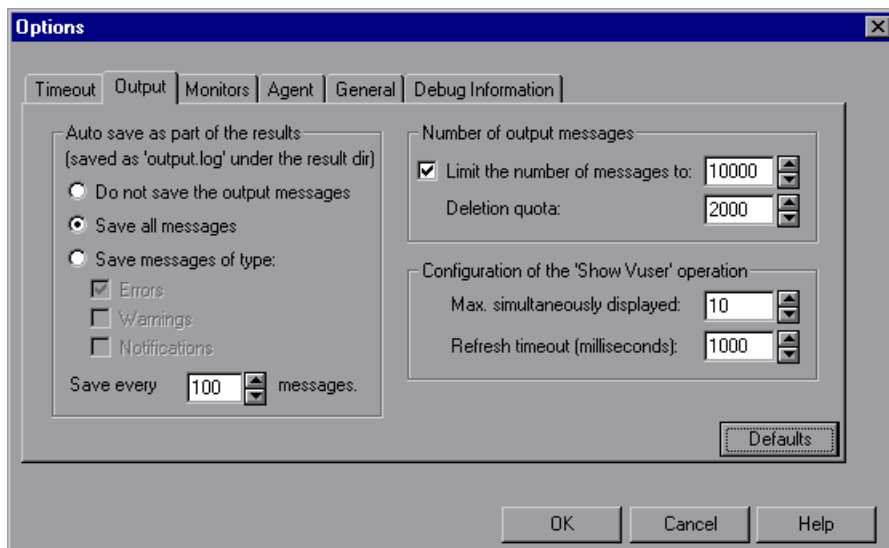 Options
Timeout Output Monitors Agent General Debug Information
Auto save as part of the results
(saved as 'output.log' under the result dir)
Do not save the output messages
Save all messages
Save messages of type:
Errors
Warnings
Notifications
Save every 100 messages.
Number of output messages
Limit the number of messages to: 10000
Deletion quota: 2000
Configuration of the 'Show Vuser' operation
Max. simultaneously displayed: 10
Refresh timeout (milliseconds): 1000
Defaults
OK Cancel Help